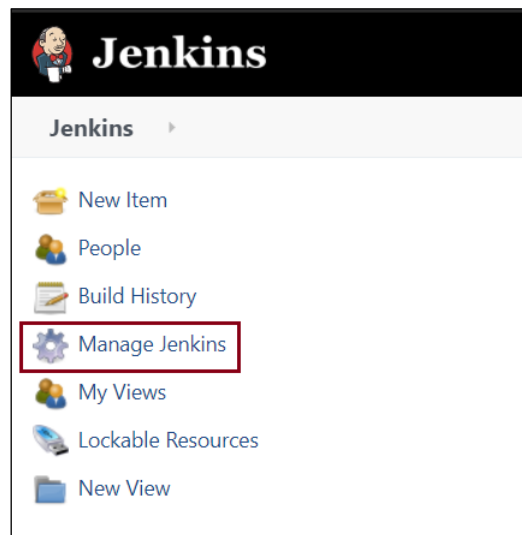 Jenkins
Jenkins
New Item
People
Build History
Manage Jenkins
My Views
Lockable Resources
New View